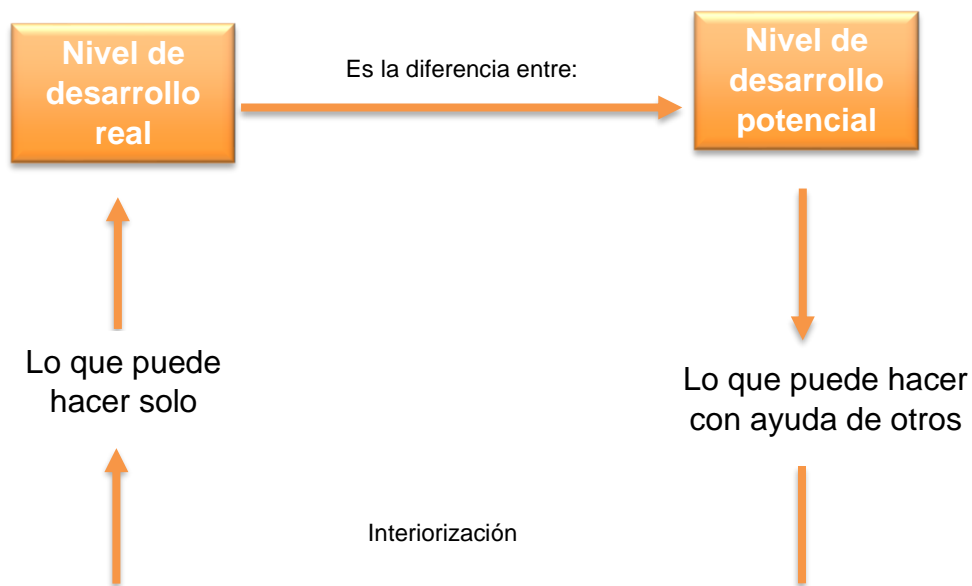 Nivel de
desarrollo
real
Es la diferencia entre:
Nivel de
desarrollo
potencial
Lo que puede
hacer solo
Lo que puede hacer
con ayuda de otros
Interiorización